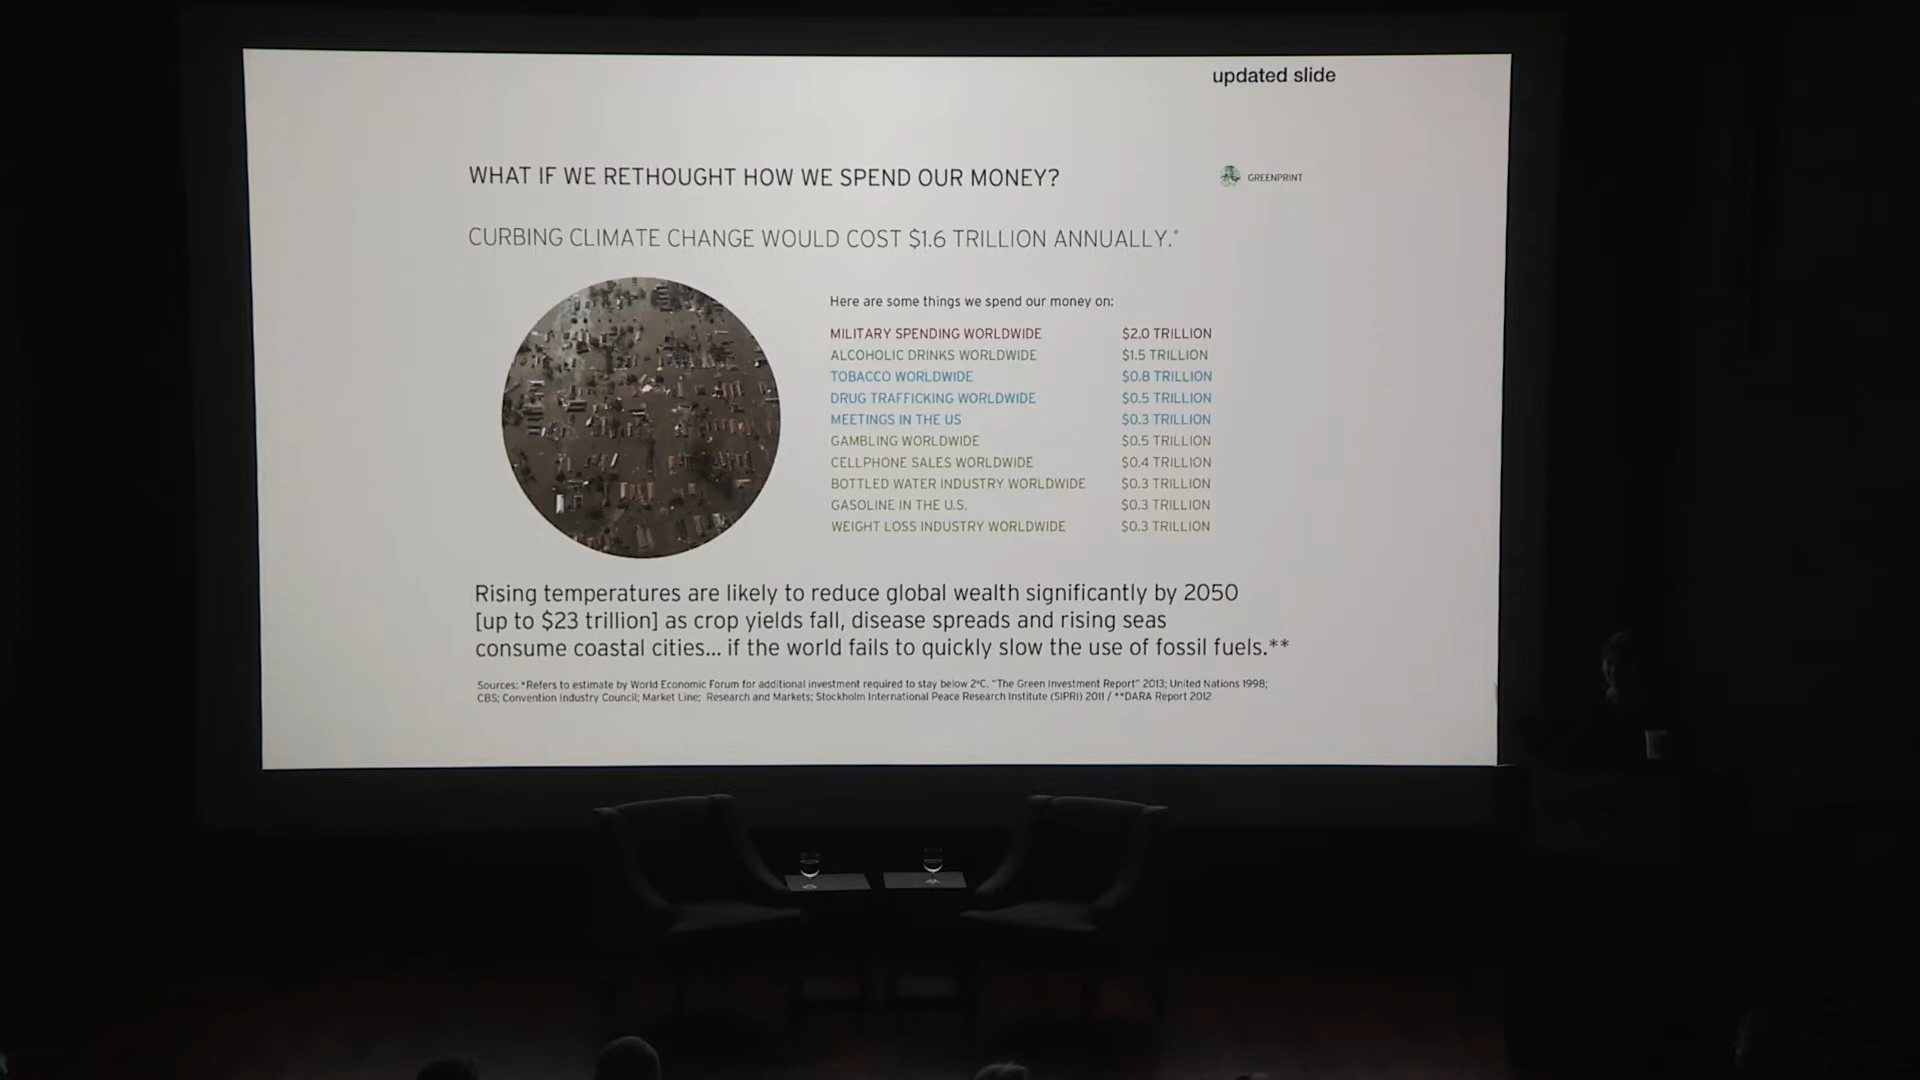 updated slide
WHAT IF WE RETHOUGHT HOW WE SPEND OUR MONEY?
GREENPRINT
CURBING CLIMATE CHANGE WOULD COST $1.6 TRILLION ANNUALLY.*
Here are some things we spend our money on:
MILITARY SPENDING WORLDWIDE $2.0 TRILLION
ALCOHOLIC DRINKS WORLDWIDE $1.5 TRILLION
TOBACCO WORLDWIDE $0.8 TRILLION
DRUG TRAFFICKING WORLDWIDE $0.5 TRILLION
MEETINGS IN THE US $0.3 TRILLION
GAMBLING WORLDWIDE $0.5 TRILLION
CELLPHONE SALES WORLDWIDE $0.4 TRILLION
BOTTLED WATER INDUSTRY WORLDWIDE $0.3 TRILLION
GASOLINE IN THE U.S. $0.3 TRILLION
WEIGHT LOSS INDUSTRY WORLDWIDE $0.3 TRILLION
Rising temperatures are likely to reduce global wealth significantly by 2050
[up to $23 trillion] as crop yields fall, disease spreads and rising seas
consume coastal cities... if the world fails to quickly slow the use of fossil fuels.**
Sources: *Refers to estimate by World Economic Forum for additional investment required to stay below 2°C. "The Green Investment Report" 2013; United Nations 1998;
CBS; Convention Industry Council; Market Line; Research and Markets; Stockholm International Peace Research Institute (SIPRI) 2011 / **DARA Report 2012